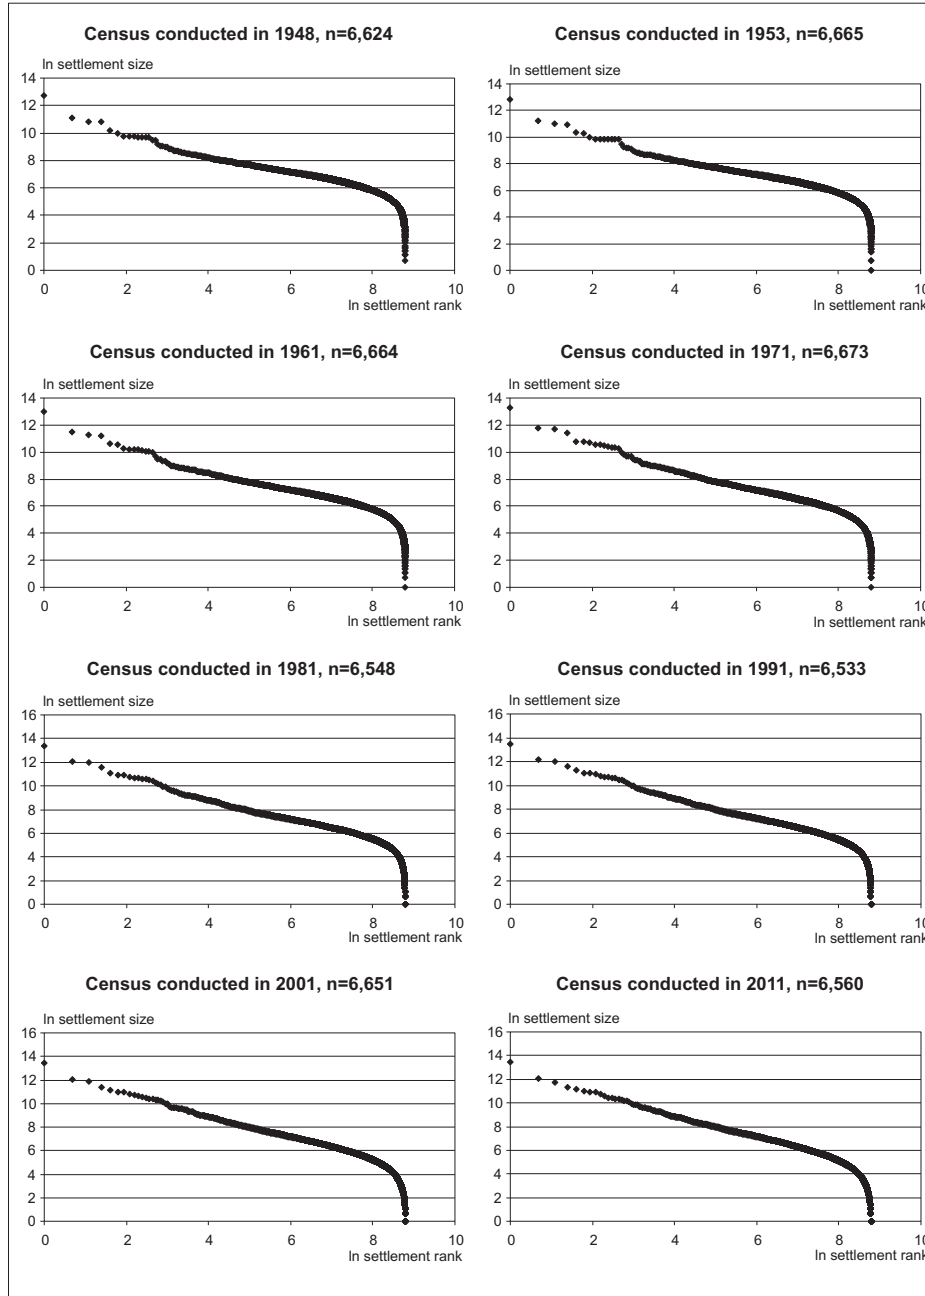 Census conducted in 1948, n=6,624
ln settlement size
14
12
10
8
6
4
2
0
0 2 4 6 8 10
ln settlement rank
Census conducted in 1953, n=6,665
ln settlement size
14
12
10
8
6
4
2
0
0 2 4 6 8 10
ln settlement rank
Census conducted in 1961, n=6,664
ln settlement size
14
12
10
8
6
4
2
0
0 2 4 6 8 10
ln settlement rank
Census conducted in 1971, n=6,673
ln settlement size
14
12
10
8
6
4
2
0
0 2 4 6 8 10
ln settlement rank
Census conducted in 1981, n=6,548
ln settlement size
16
14
12
10
8
6
4
2
0
0 2 4 6 8 10
ln settlement rank
Census conducted in 1991, n=6,533
ln settlement size
16
14
12
10
8
6
4
2
0
0 2 4 6 8 10
ln settlement rank
Census conducted in 2001, n=6,651
ln settlement size
16
14
12
10
8
6
4
2
0
0 2 4 6 8 10
ln settlement rank
Census conducted in 2011, n=6,560
ln settlement size
16
14
12
10
8
6
4
2
0
0 2 4 6 8 10
ln settlement rank